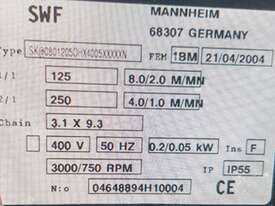 SWF MANNHEIM
68307 GERMANY
Type FEM 1BM 21/04/2004
1/1 125 8.0/2.0 M/MN
2/1 250 4.0/1.0 M/MN
Chain 3.1 X 9.3
400 V 50 HZ 0.2/0.05 kW Ins F
3000/750 RPM IP IP55
N:o 04648894H10004 CE